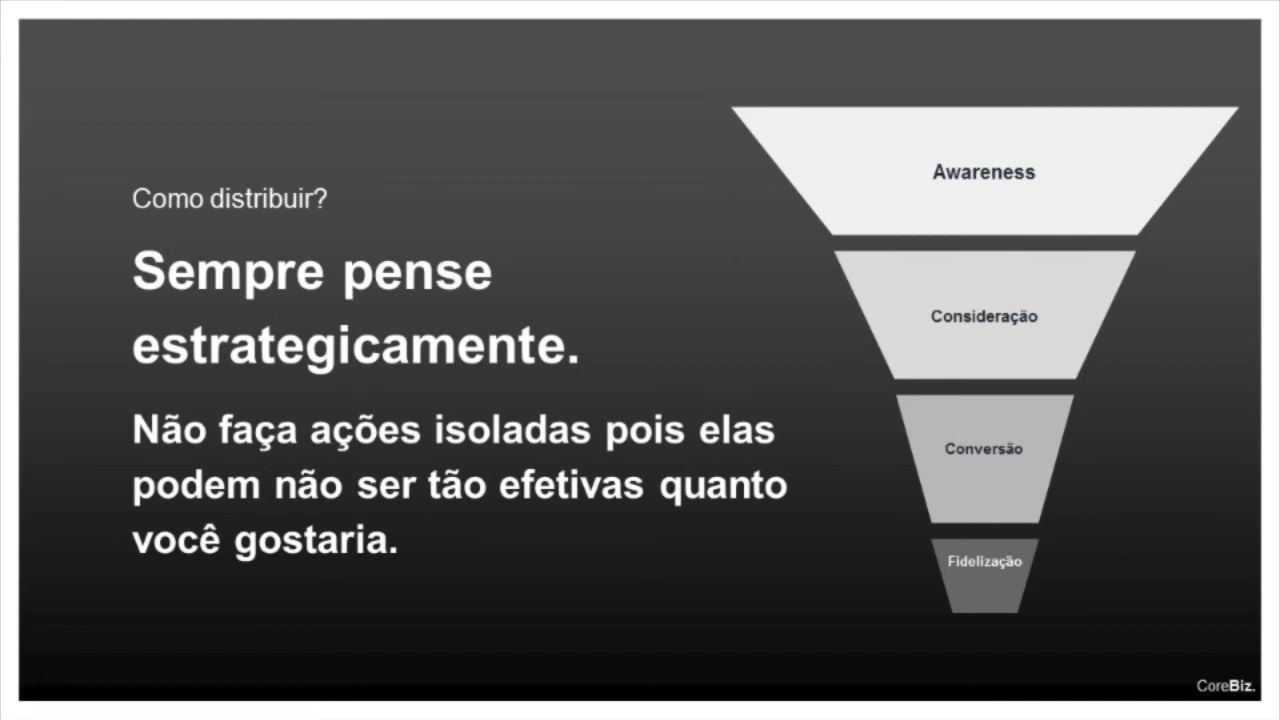 Como distribuir?
Sempre pense
estrategicamente.
Não faça ações isoladas pois elas
podem não ser tão efetivas quanto
você gostaria.
Awareness
Consideração
Conversão
Fidelização
CoreBiz.